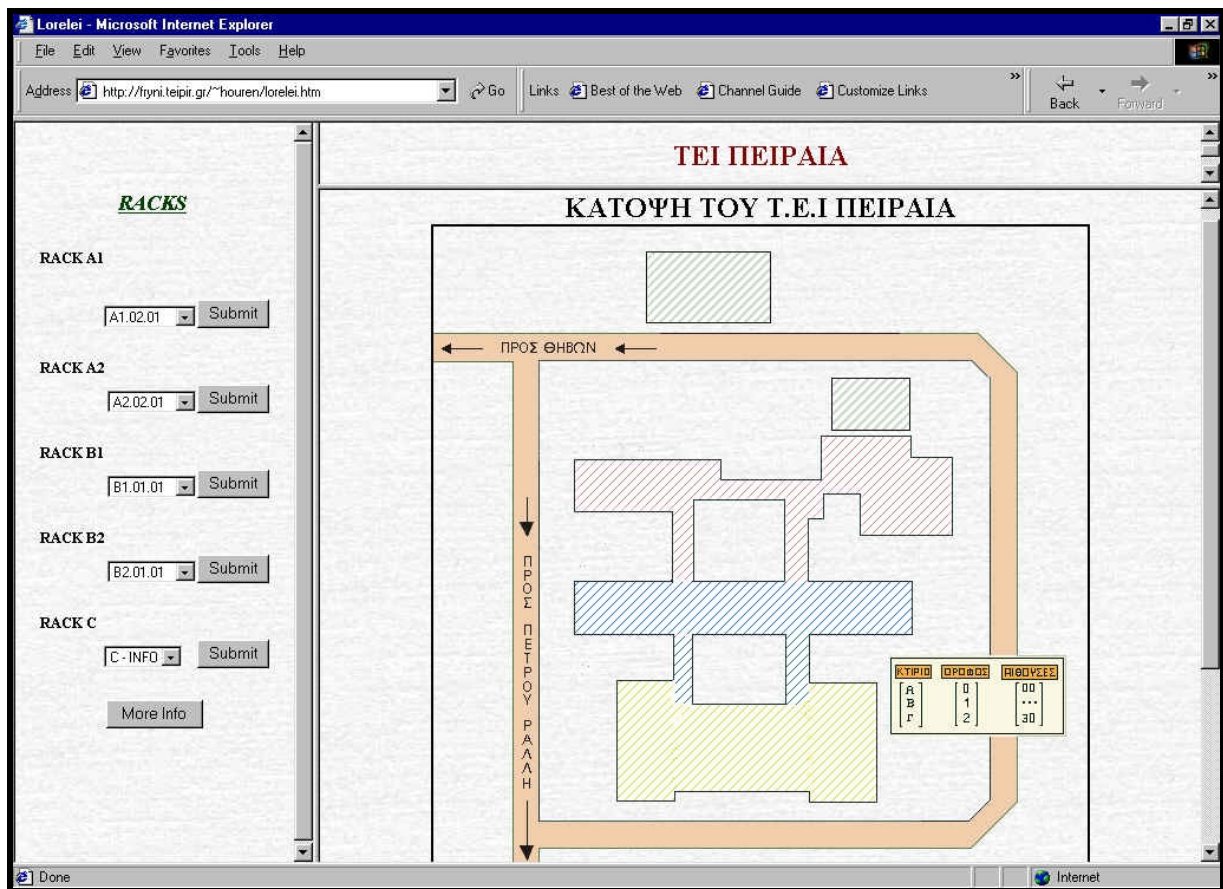 Lorelei - Microsoft Internet Explorer
File Edit View Favorites Tools Help
Address http://fryni.teipir.gr/~houren/lorelei.htm Go Links Best of the Web Channel Guide Customize Links » Back Forward »
RACKS
RACK A1
A1.02.01 Submit
RACK A2
A2.02.01 Submit
RACK B1
B1.01.01 Submit
RACK B2
B2.01.01 Submit
RACK C
C - INFO Submit
More Info
ΤΕΙ ΠΕΙΡΑΙΑ
ΚΑΤΟΨΗ ΤΟΥ Τ.Ε.Ι ΠΕΙΡΑΙΑ
ΠΡΟΣ ΘΗΒΩΝ
ΠΡΟΣ ΠΕΤΡΟΥ ΡΑΛΛΗ
ΚΤΙΡΙΟ ΟΡΟΦΟΣ ΑΙΘΟΥΣΕΣ
Α 0 00
Β 1 ...
Γ 2 30
Done Internet